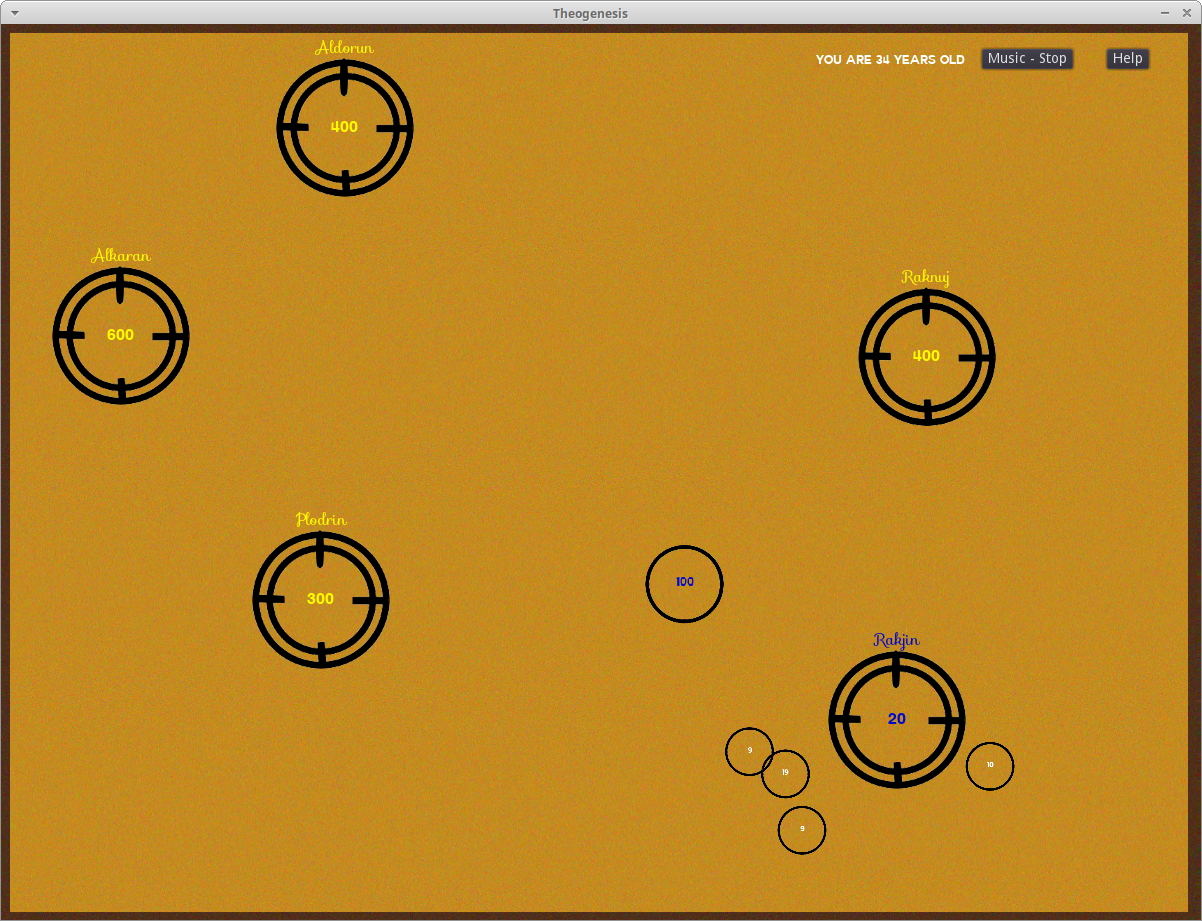 Theogenesis
Aldorun
YOU ARE 34 YEARS OLD
Music - Stop
Help
400
Alkaran
600
Raknuj
400
Plodrin
300
100
Rakjin
20
9
19
10
9